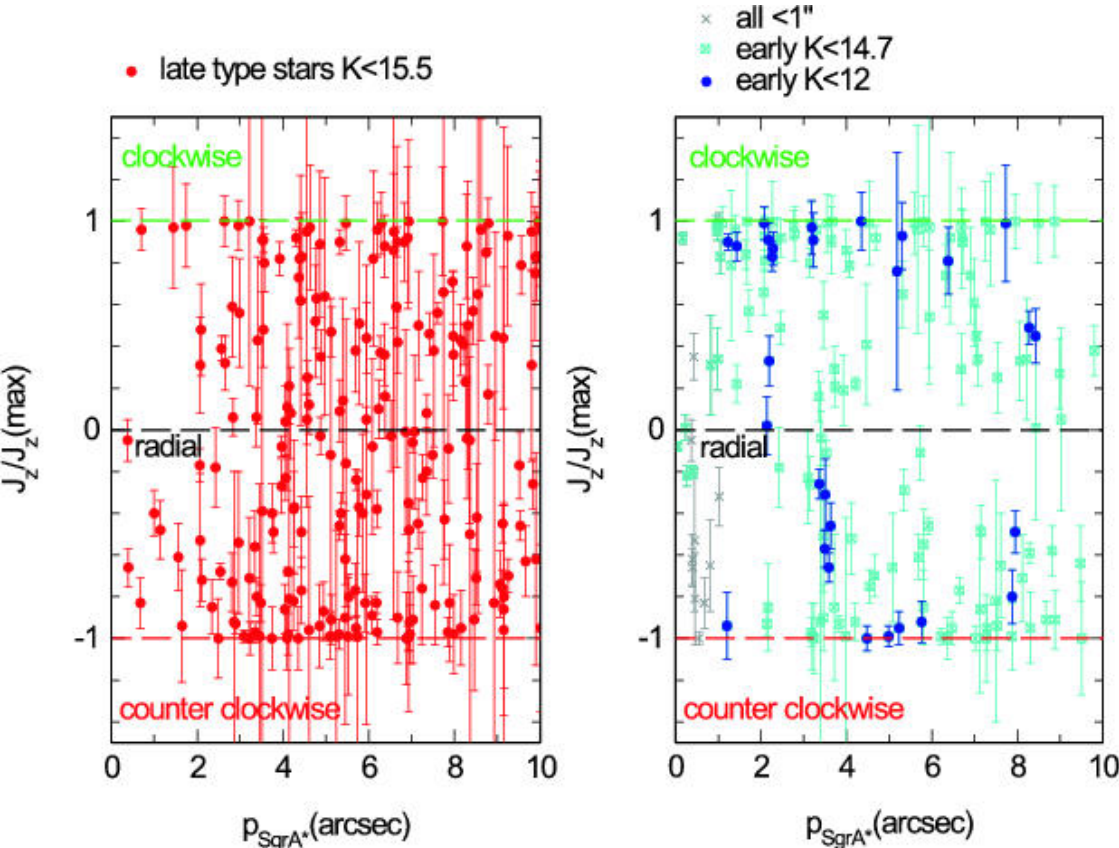 late type stars K<15.5
all <1"
early K<14.7
early K<12
clockwise
radial
counter clockwise
1
0
-1
0 2 4 6 8 10
J_z/J_z(max)
p_SgrA*(arcsec)
clockwise
radial
counter clockwise
1
0
-1
0 2 4 6 8 10
J_z/J_z(max)
p_SgrA*(arcsec)